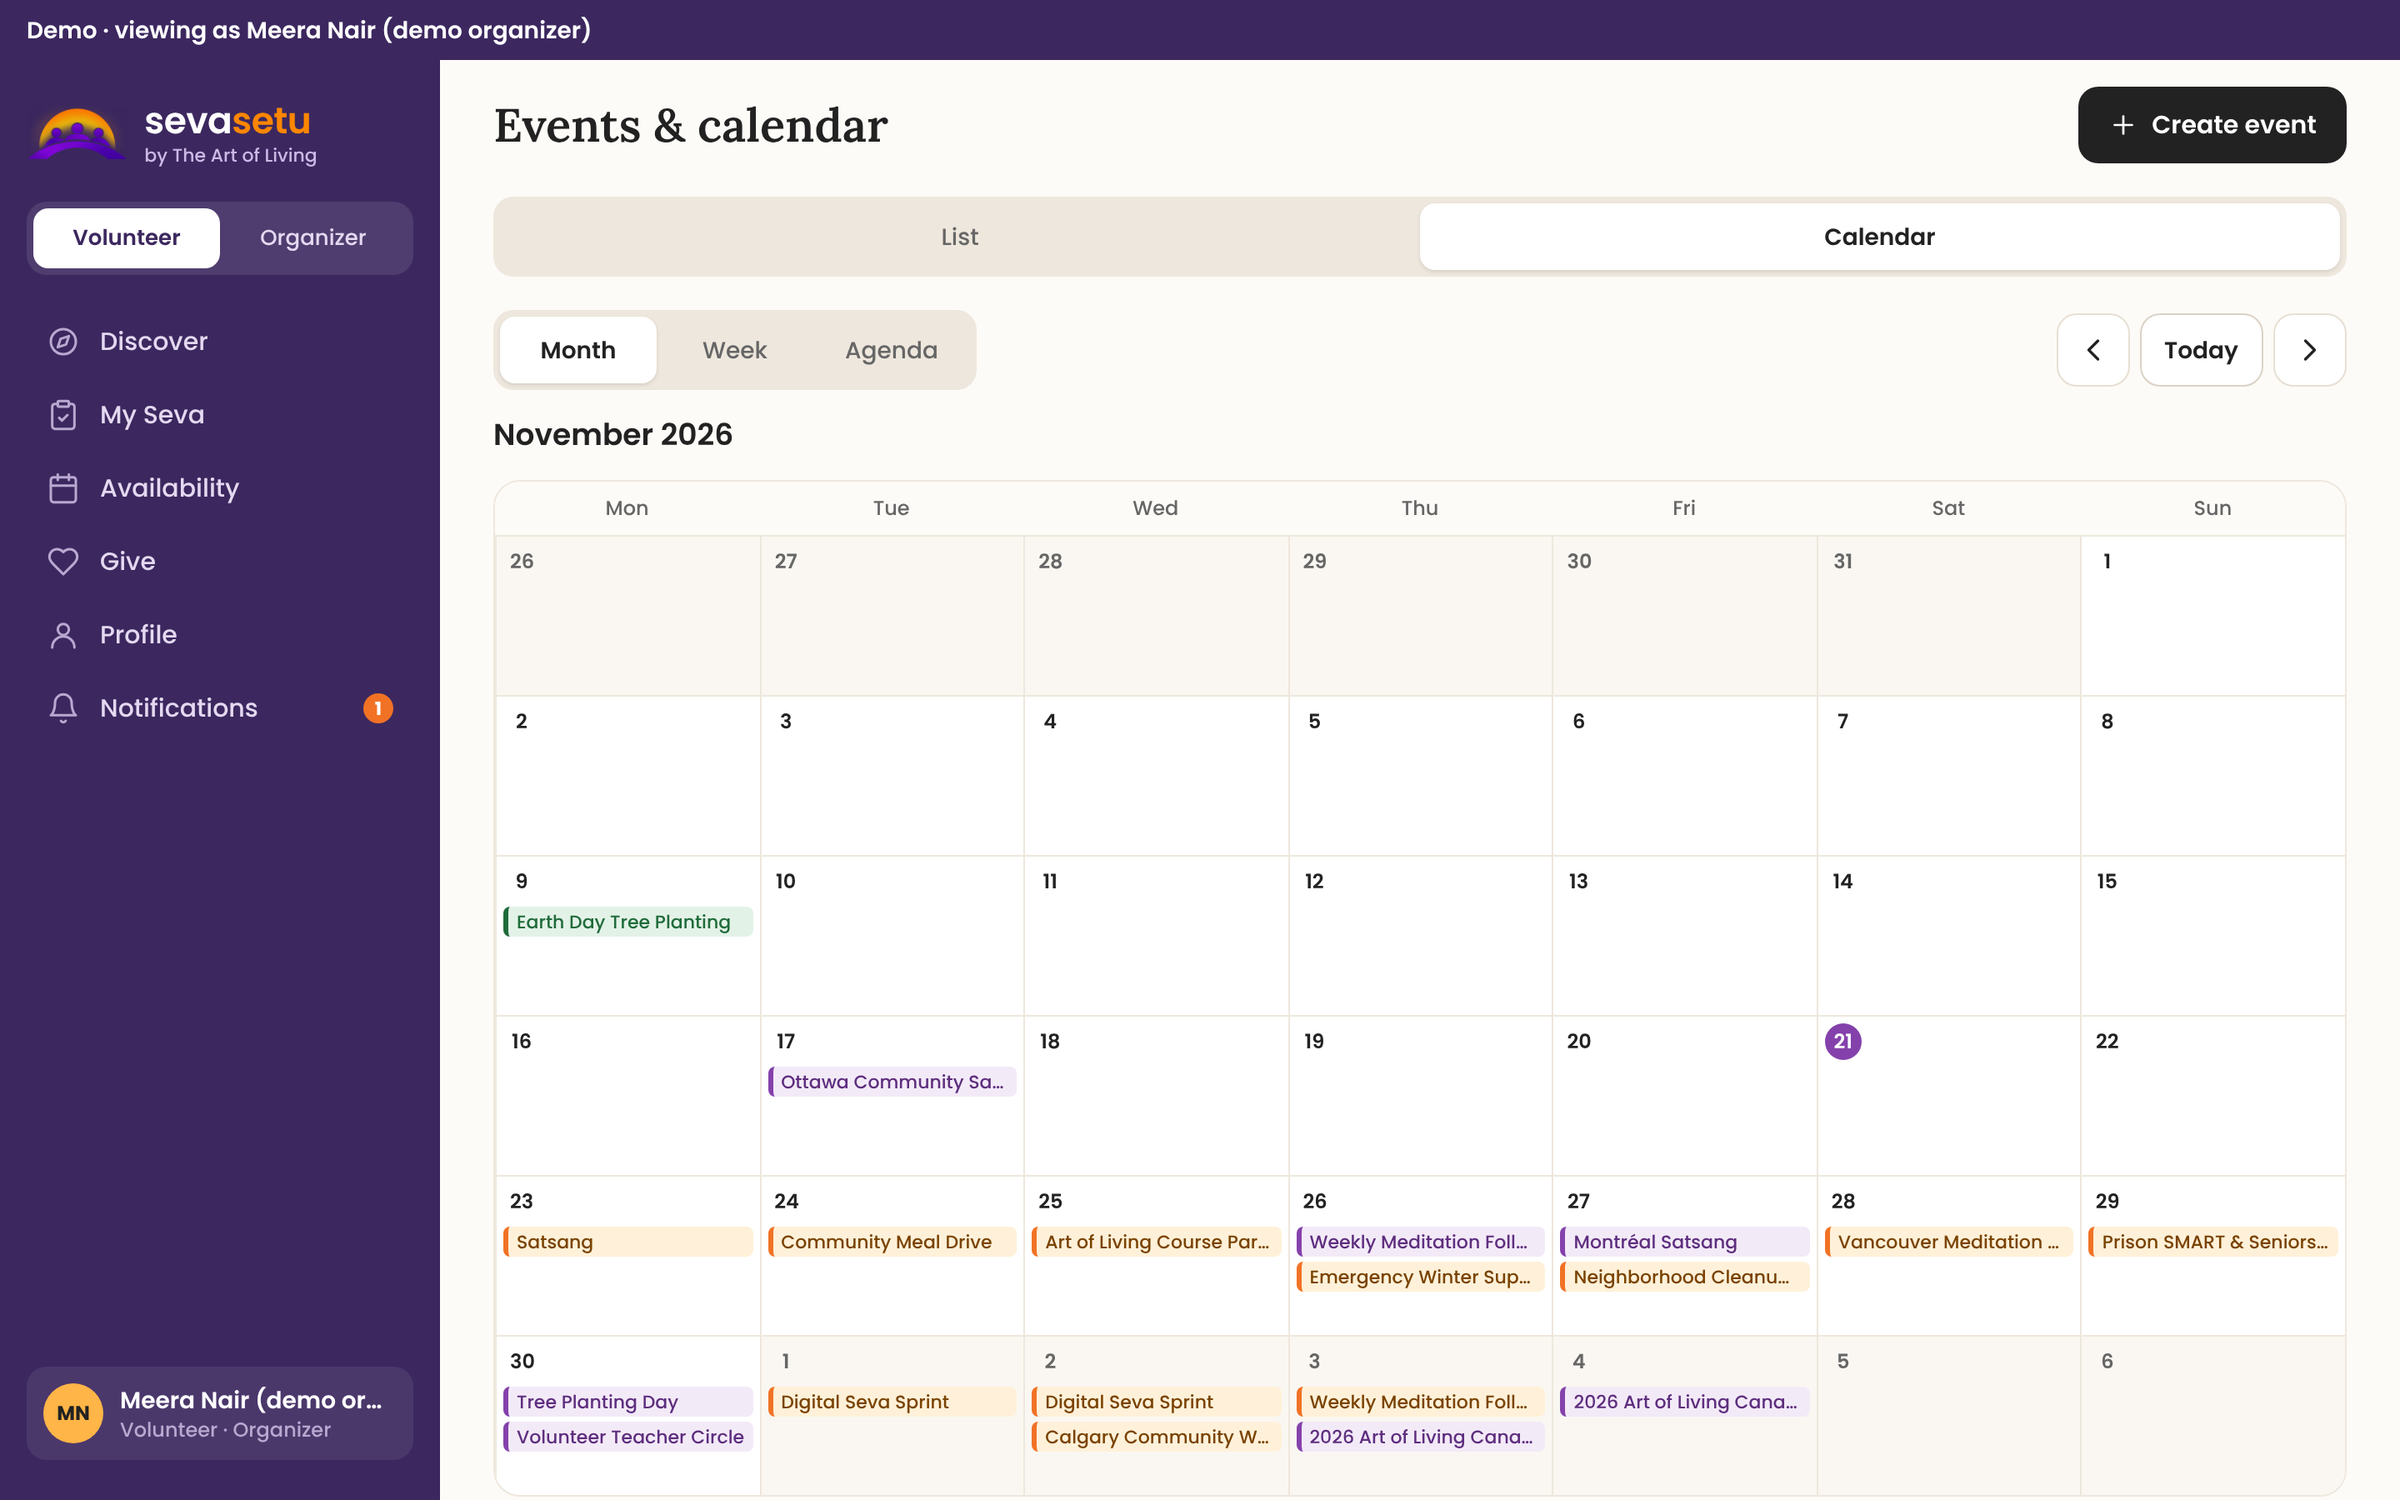 Demo · viewing as Meera Nair (demo organizer)
sevasetu
by The Art of Living
Volunteer
Organizer
Discover
My Seva
Availability
Give
Profile
Notifications
1
MN
Meera Nair (demo or...
Volunteer · Organizer
Events & calendar
+ Create event
List
Calendar
Month
Week
Agenda
Today
November 2026
Mon Tue Wed Thu Fri Sat Sun
26 27 28 29 30 31 1
2 3 4 5 6 7 8
9 10 11 12 13 14 15
Earth Day Tree Planting
16 17 18 19 20 21 22
Ottawa Community Sa...
23 24 25 26 27 28 29
Satsang Community Meal Drive Art of Living Course Par... Weekly Meditation Foll... Montréal Satsang Vancouver Meditation ... Prison SMART & Seniors...
Emergency Winter Sup... Neighborhood Cleanu...
30 1 2 3 4 5 6
Tree Planting Day Digital Seva Sprint Digital Seva Sprint Weekly Meditation Foll... 2026 Art of Living Cana...
Volunteer Teacher Circle Calgary Community W... 2026 Art of Living Cana...